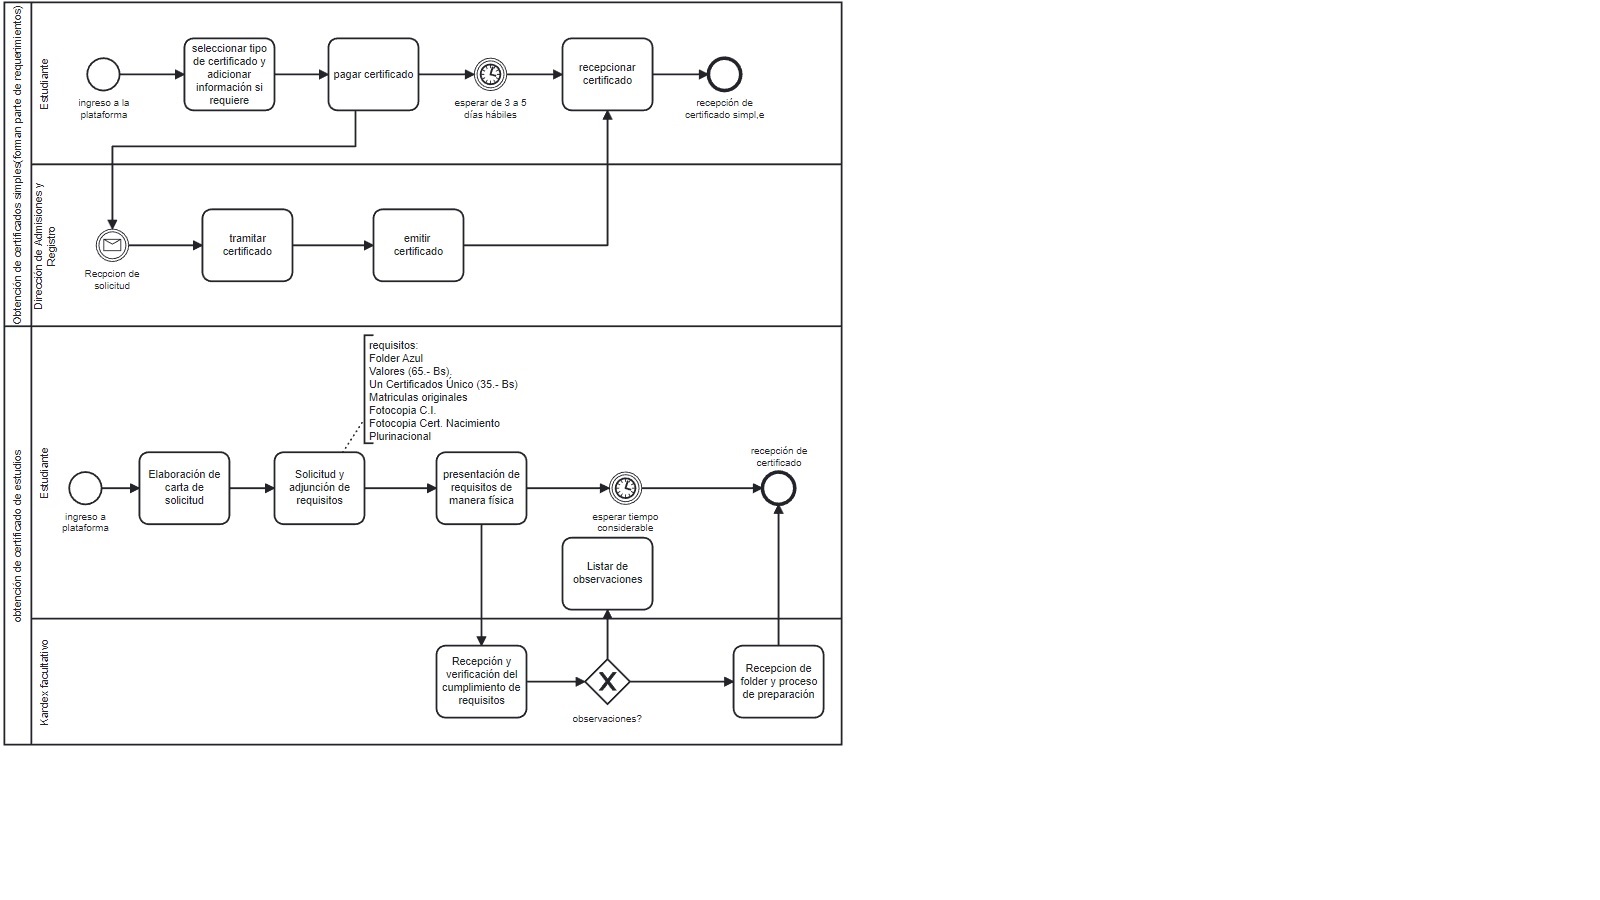 Obtención de certificados simples(forman parte de requerimientos)
Estudiante
ingreso a la
plataforma
seleccionar tipo
de certificado y
adicionar
información si
requiere
pagar certificado
esperar de 3 a 5
días hábiles
recepcionar
certificado
recepción de
certificado simpl,e
Dirección de Admisiones y
Registro
Recpcion de
solicitud
tramitar
certificado
emitir
certificado
obtención de certificado de estudios
Estudiante
requisitos:
Folder Azul
Valores (65.- Bs).
Un Certificados Único (35.- Bs)
Matriculas originales
Fotocopia C.I.
Fotocopia Cert. Nacimiento
Plurinacional
ingreso a
plataforma
Elaboración de
carta de
solicitud
Solicitud y
adjunción de
requisitos
presentación de
requisitos de
manera física
esperar tiempo
considerable
recepción de
certificado
Listar de
observaciones
Kardex facultativo
Recepción y
verificación del
cumplimiento de
requisitos
observaciones?
Recepcion de
folder y proceso
de preparación